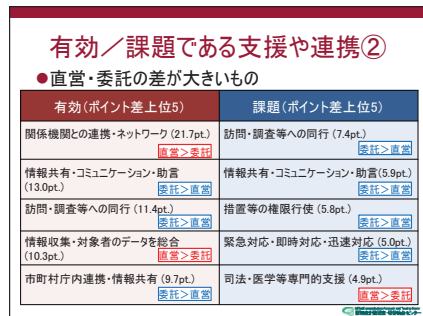 有効／課題である支援や連携②
●直営・委託の差が大きいもの
有効(ポイント差上位5)
課題(ポイント差上位5)
関係機関との連携・ネットワーク (21.7pt.)
直営＞委託
訪問・調査等への同行 (7.4pt.)
委託＞直営
情報共有・コミュニケーション・助言
(13.0pt.)
委託＞直営
情報共有・コミュニケーション・助言(5.9pt.)
委託＞直営
訪問・調査等への同行 (11.4pt.)
委託＞直営
措置等の権限行使 (5.8pt.)
委託＞直営
情報収集・対象者のデータを総合
(10.3pt.)
直営＞委託
緊急対応・即時対応・迅速対応 (5.0pt.)
委託＞直営
市町村庁内連携・情報共有 (9.7pt.)
委託＞直営
司法・医学等専門的支援 (4.9pt.)
直営＞委託